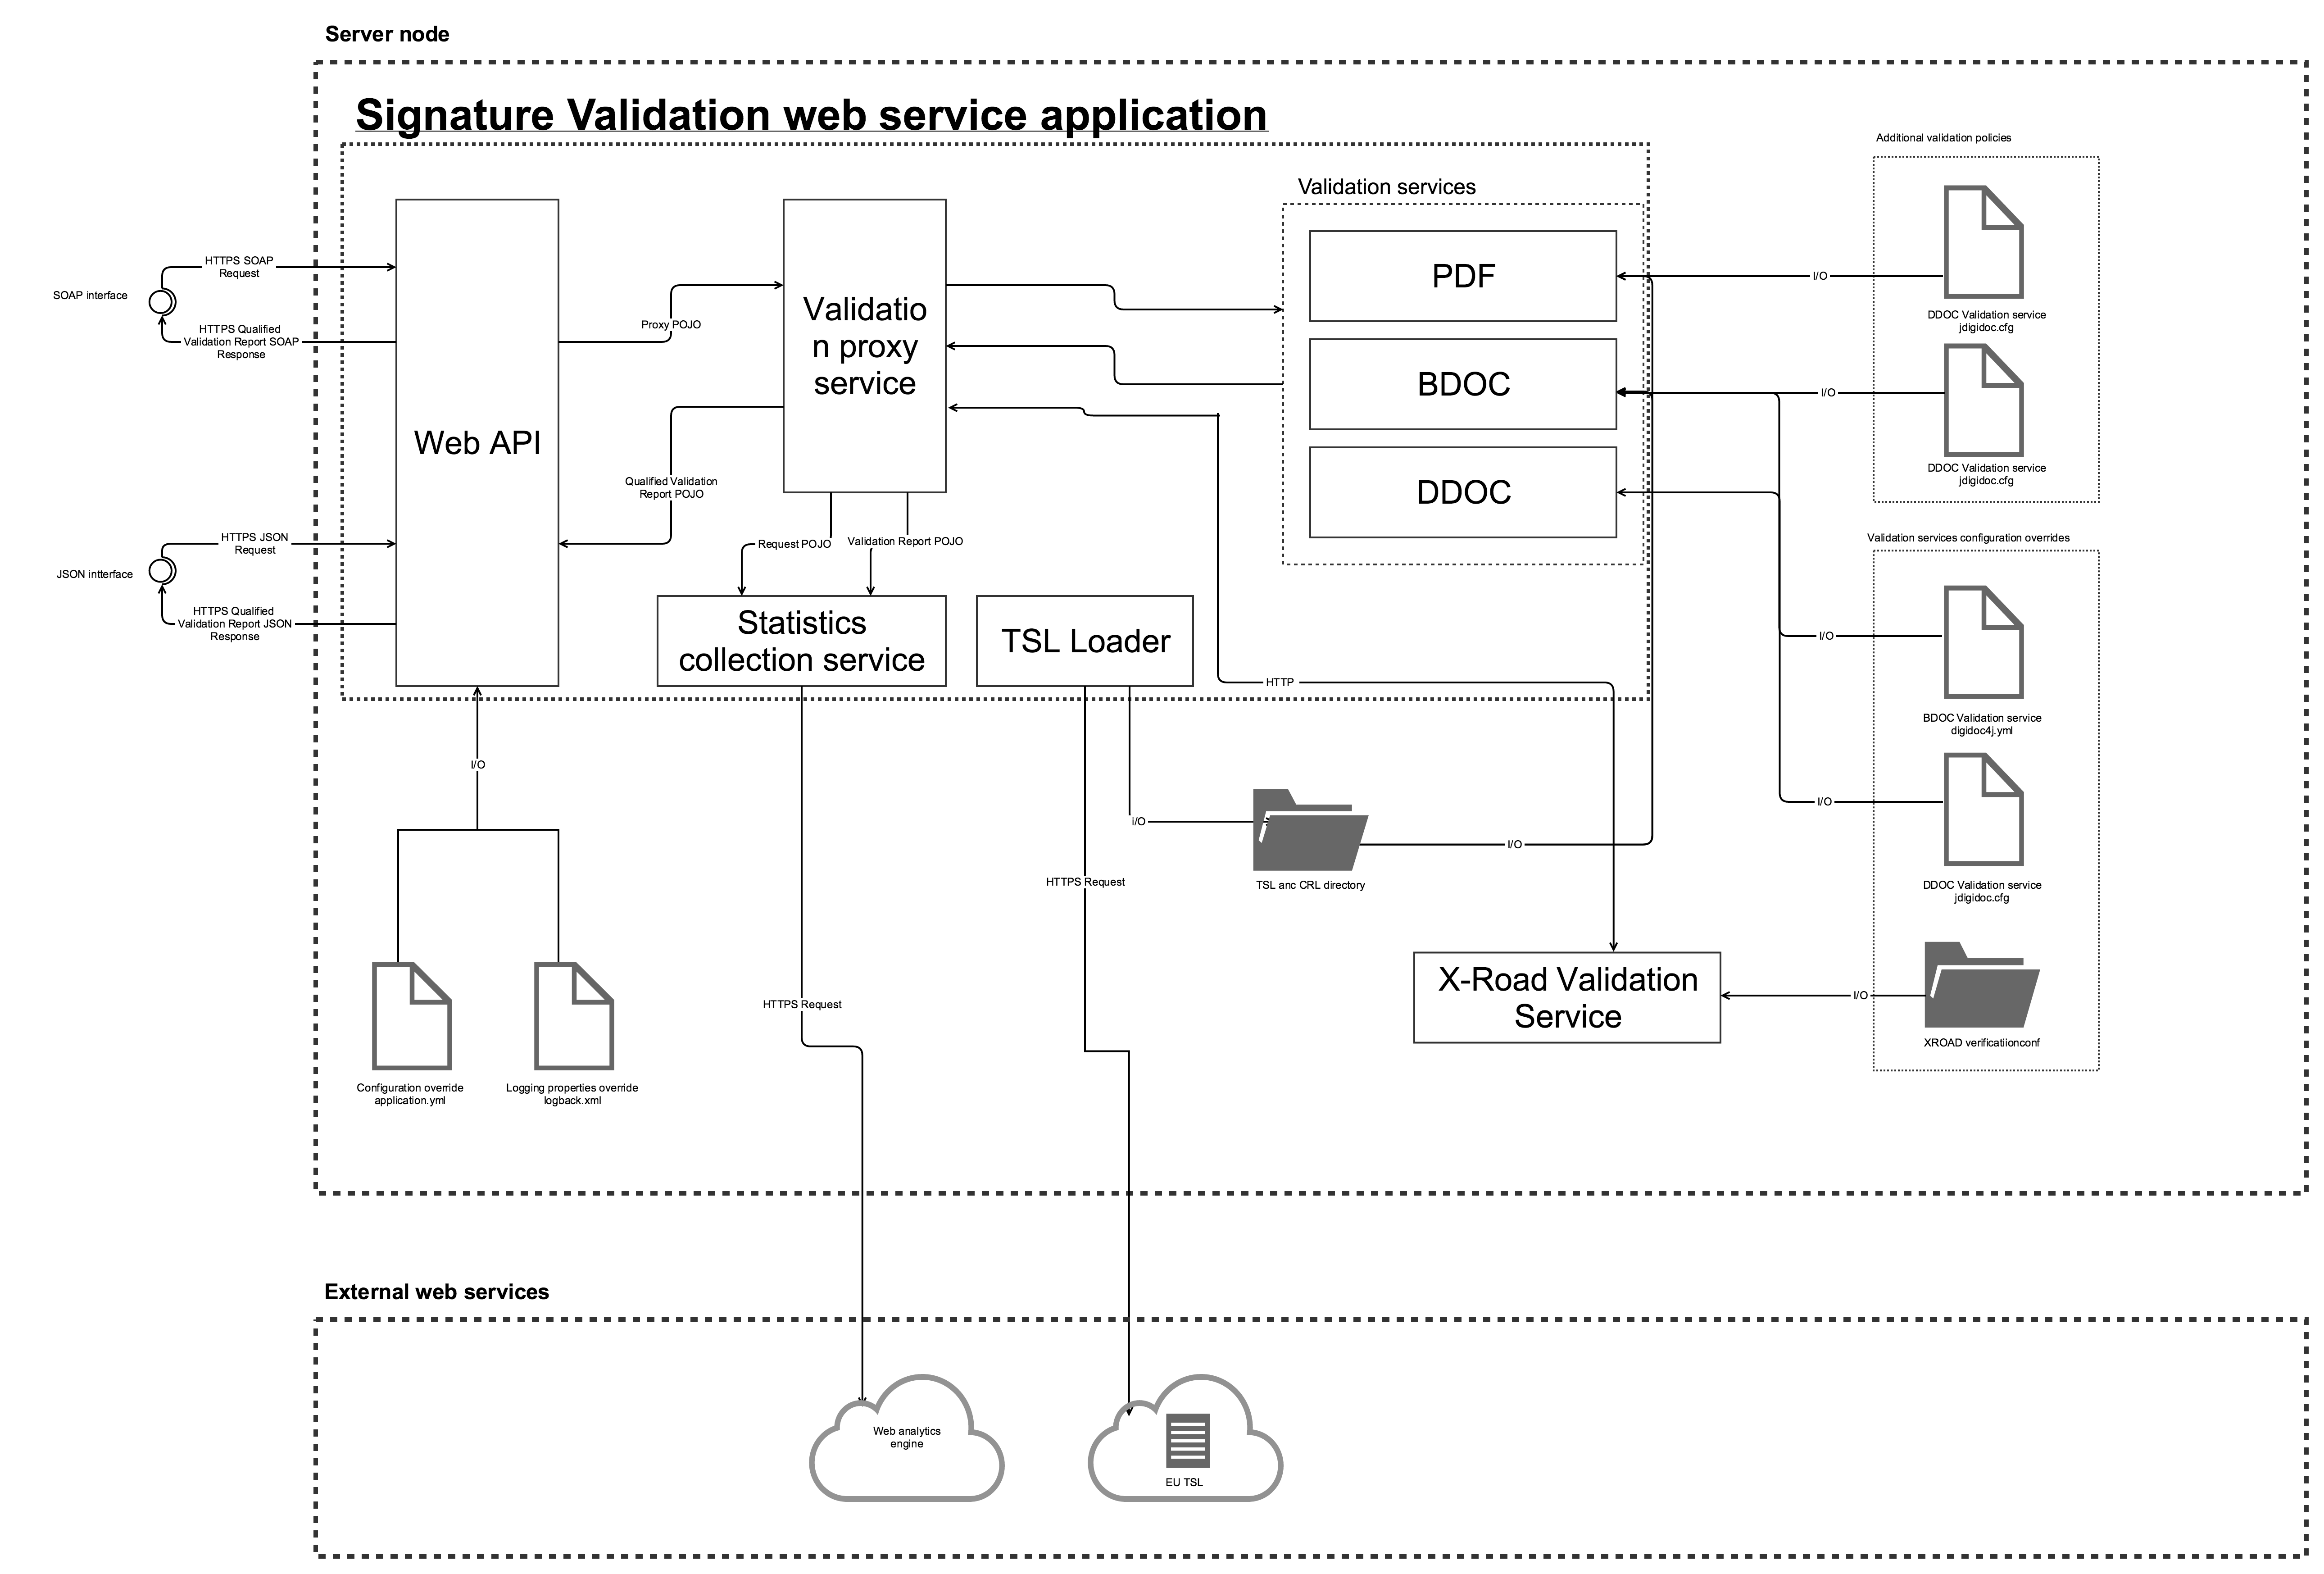 Server node
Signature Validation web service application
Additional validation policies
Validation services
PDF
BDOC
DDOC
I/O
DDOC Validation service
jdigidoc.cfg
I/O
DDOC Validation service
jdigidoc.cfg
SOAP interface
HTTPS SOAP
Request
HTTPS Qualified
Validation Report SOAP
Response
Web API
Proxy POJO
Validatio
n proxy
service
Qualified Validation
Report POJO
JSON intterface
HTTPS JSON
Request
HTTPS Qualified
Validation Report JSON
Response
Request POJO
Validation Report POJO
Statistics
collection service
TSL Loader
HTTP
Validation services configuration overrides
I/O
BDOC Validation service
digidoc4j.yml
I/O
DDOC Validation service
jdigidoc.cfg
I/O
XROAD verificatiionconf
I/O
i/O
I/O
TSL anc CRL directory
HTTPS Request
HTTPS Request
X-Road Validation
Service
Configuration override
application.yml
Logging properties override
logback.xml
External web services
Web analytics
engine
EU TSL